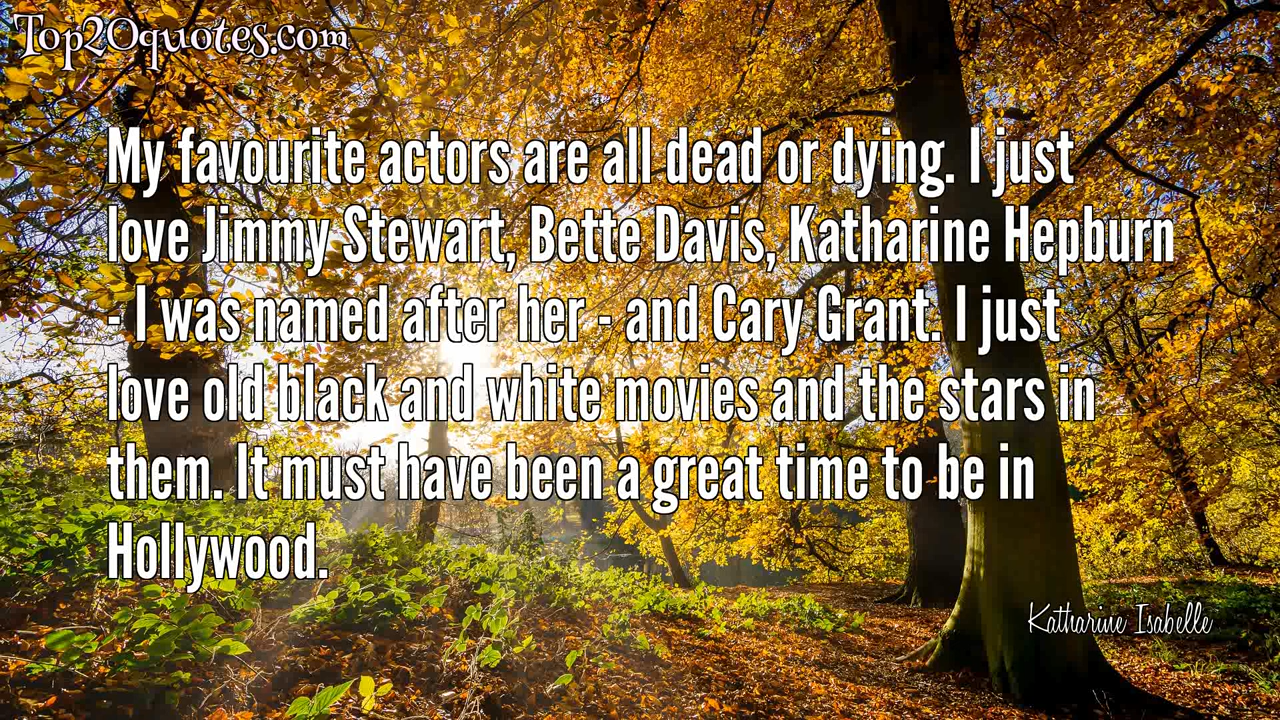 Top20quotes.com
My favourite actors are all dead or dying. I just
love Jimmy Stewart, Bette Davis, Katharine Hepburn
- I was named after her - and Cary Grant. I just
love old black and white movies and the stars in
them. It must have been a great time to be in
Hollywood.
Katharine Isabelle